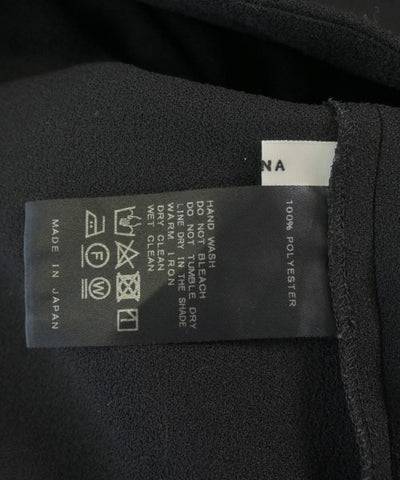 NA
100% POLYESTER
HAND WASH
DO NOT BLEACH
DO NOT TUMBLE DRY
LINE DRY IN THE SHADE
WARM IRON
DRY CLEAN
WET CLEAN
F W
MADE IN JAPAN